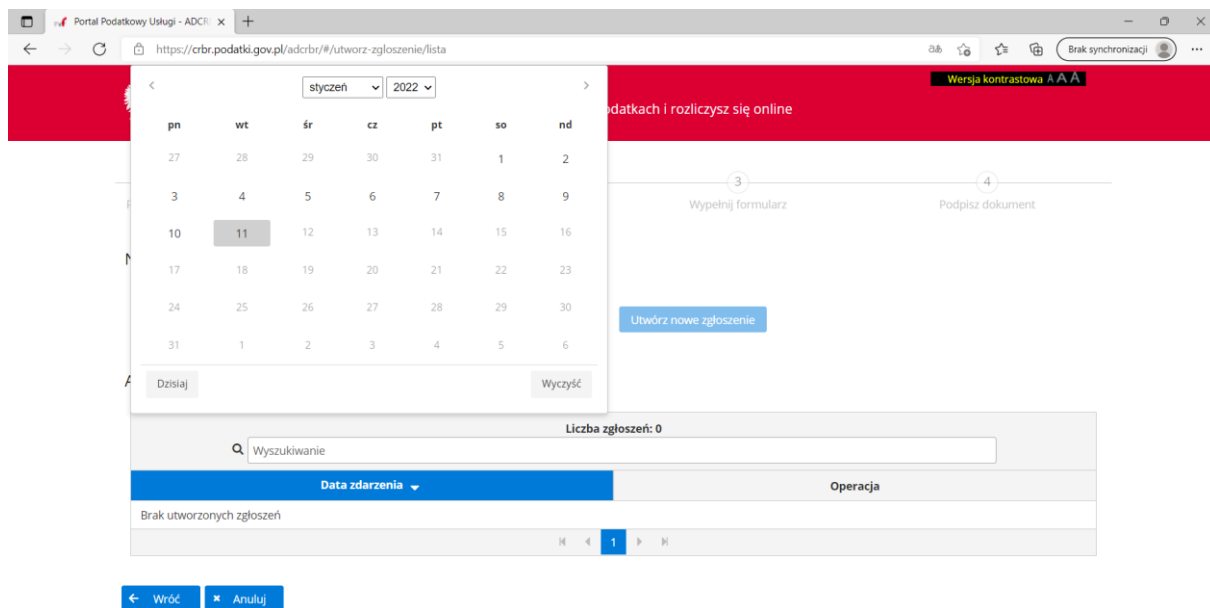 Portal Podatkowy Usługi - ADCR
https://crbr.podatki.gov.pl/adcrbr/#/utworz-zgloszenie/lista
Brak synchronizacji
Wersja kontrastowa A A A
styczeń 2022
odatkach i rozliczysz się online
pn wt śr cz pt so nd
27 28 29 30 31 1 2
3 4 5 6 7 8 9
10 11 12 13 14 15 16
17 18 19 20 21 22 23
24 25 26 27 28 29 30
31 1 2 3 4 5 6
Dzisiaj Wyczyść
3 4
Wypełnij formularz Podpisz dokument
Utwórz nowe zgłoszenie
Liczba zgłoszeń: 0
Wyszukiwanie
Data zdarzenia Operacja
Brak utworzonych zgłoszeń
1
Wróć Anuluj